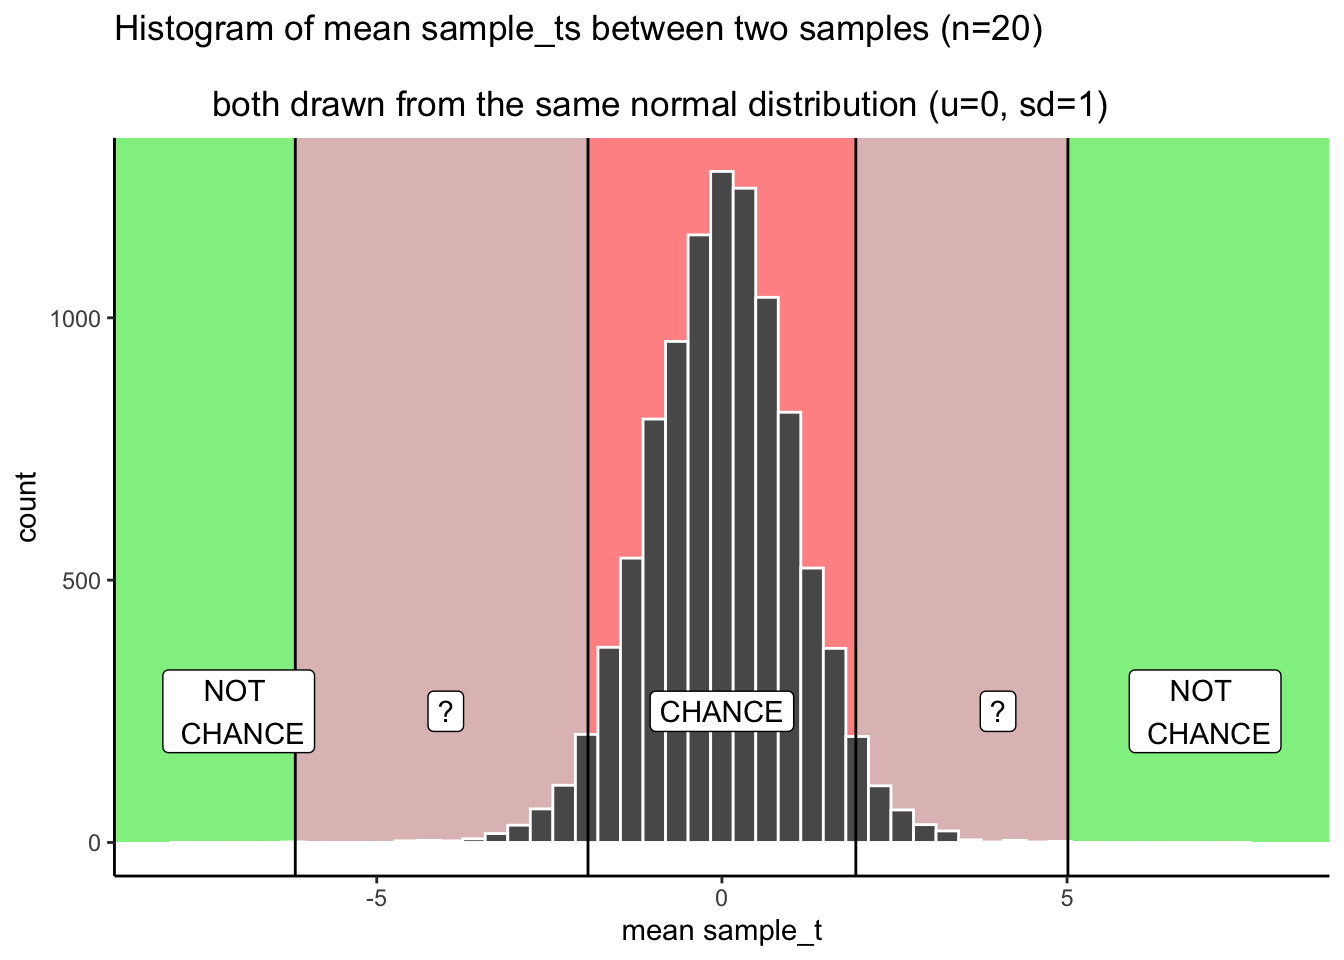 Histogram of mean sample_ts between two samples (n=20)
both drawn from the same normal distribution (u=0, sd=1)
count
1000
500
0
NOT
CHANCE
?
CHANCE
?
NOT
CHANCE
-5
0
5
mean sample_t